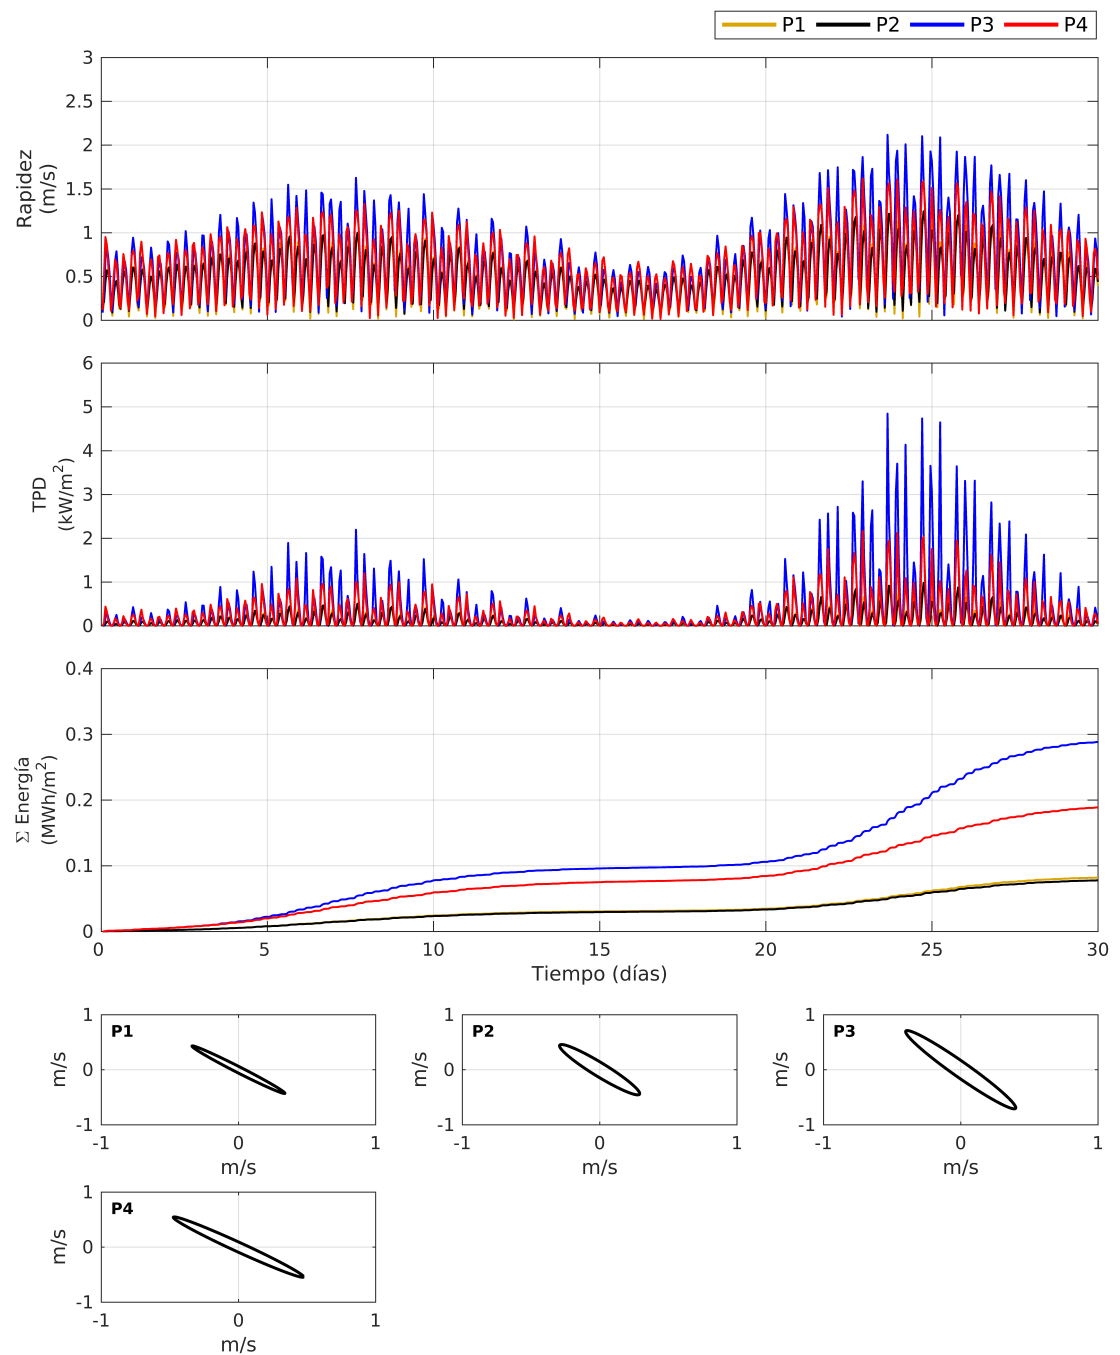 P1 P2 P3 P4
3
2.5
2
1.5
1
0.5
0
Rapidez
(m/s)
6
5
4
3
2
1
0
TPD
(kW/m²)
0.4
0.3
0.2
0.1
0
Σ Energía
(MWh/m²)
0 5 10 15 20 25 30
Tiempo (días)
P1
1
0
-1
m/s
-1 0 1
m/s
P2
1
0
-1
m/s
-1 0 1
m/s
P3
1
0
-1
m/s
-1 0 1
m/s
P4
1
0
-1
m/s
-1 0 1
m/s